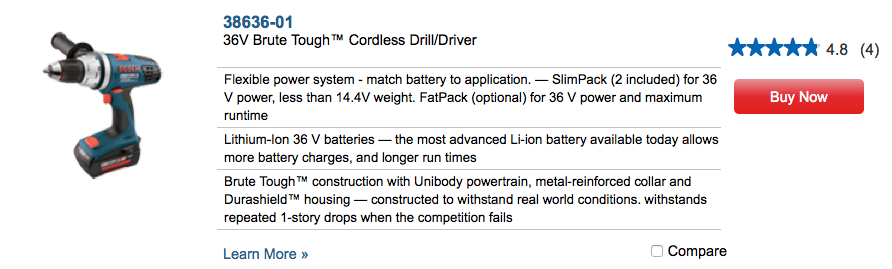 38636-01
36V Brute Tough™ Cordless Drill/Driver
4.8 (4)
Flexible power system - match battery to application. — SlimPack (2 included) for 36
V power, less than 14.4V weight. FatPack (optional) for 36 V power and maximum
runtime
Buy Now
Lithium-Ion 36 V batteries — the most advanced Li-ion battery available today allows
more battery charges, and longer run times
Brute Tough™ construction with Unibody powertrain, metal-reinforced collar and
Durashield™ housing — constructed to withstand real world conditions. withstands
repeated 1-story drops when the competition fails
Learn More »
Compare
BOSCH